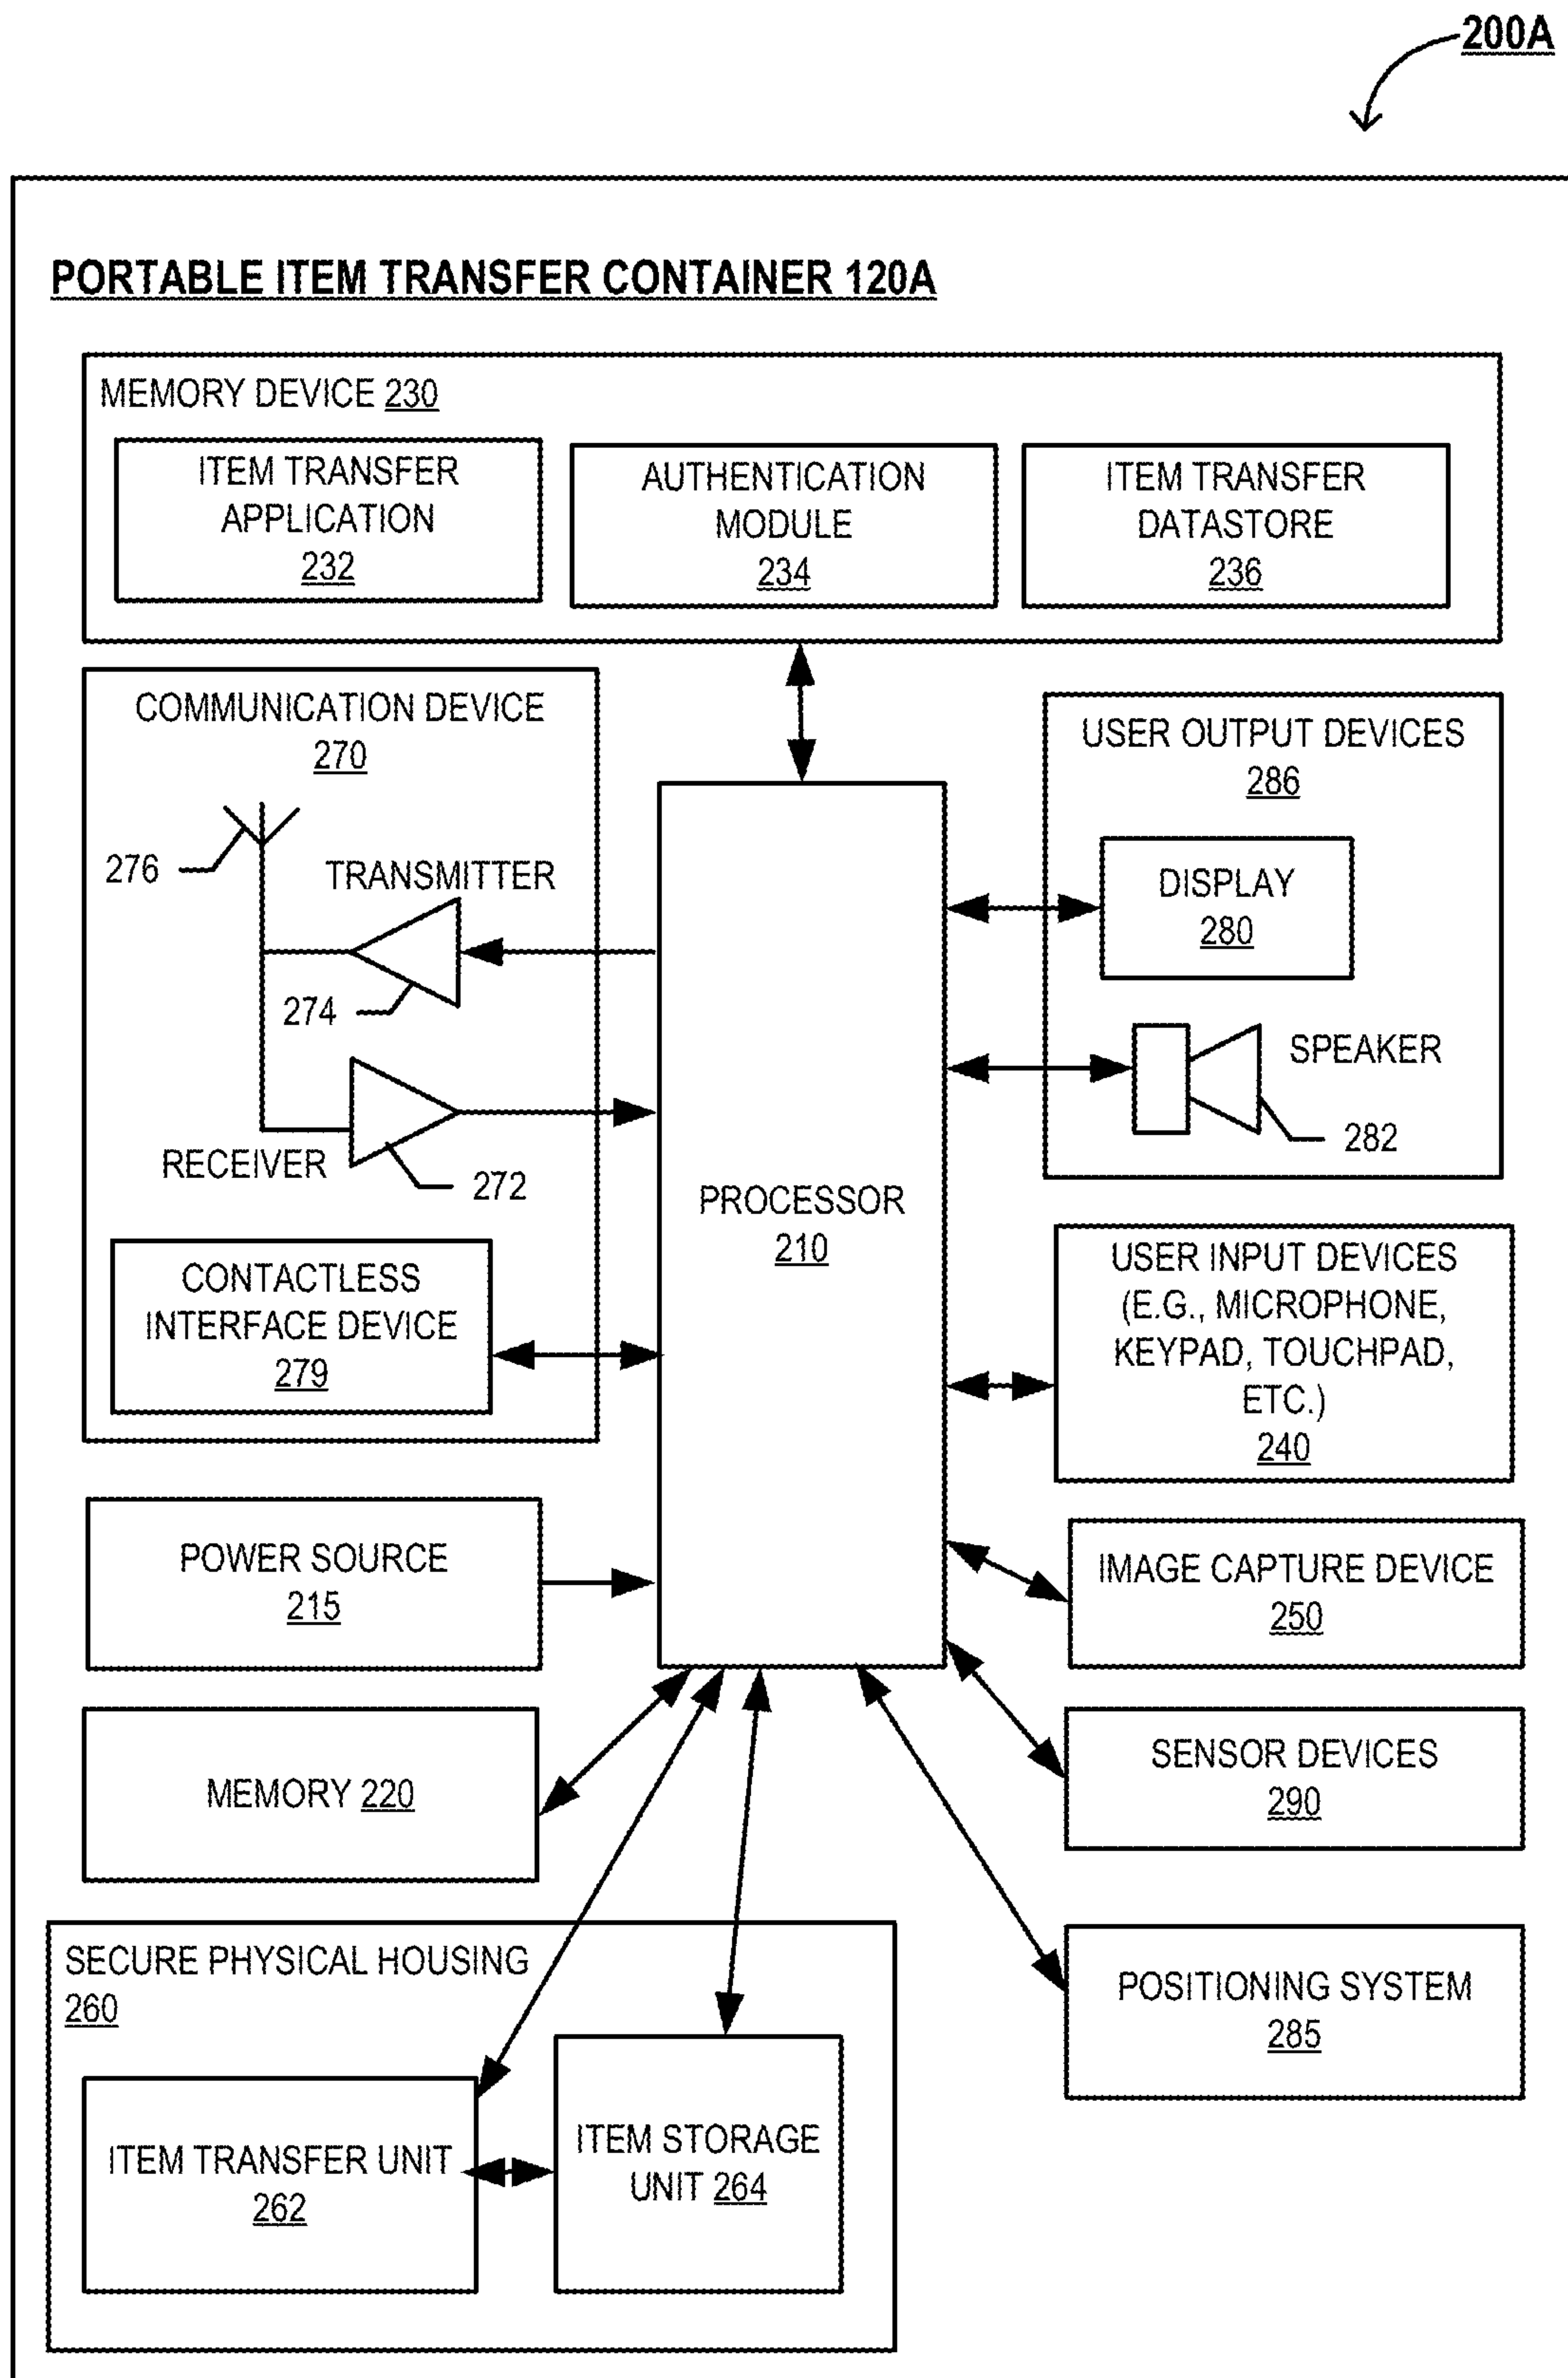 200A
PORTABLE ITEM TRANSFER CONTAINER 120A
MEMORY DEVICE 230
ITEM TRANSFER
APPLICATION
232
AUTHENTICATION
MODULE
234
ITEM TRANSFER
DATASTORE
236
COMMUNICATION DEVICE
270
276
TRANSMITTER
274
RECEIVER
272
CONTACTLESS
INTERFACE DEVICE
279
PROCESSOR
210
USER OUTPUT DEVICES
286
DISPLAY
280
SPEAKER
282
USER INPUT DEVICES
(E.G., MICROPHONE,
KEYPAD, TOUCHPAD,
ETC.)
240
POWER SOURCE
215
IMAGE CAPTURE DEVICE
250
MEMORY 220
SENSOR DEVICES
290
SECURE PHYSICAL HOUSING
260
ITEM TRANSFER UNIT
262
ITEM STORAGE
UNIT 264
POSITIONING SYSTEM
285